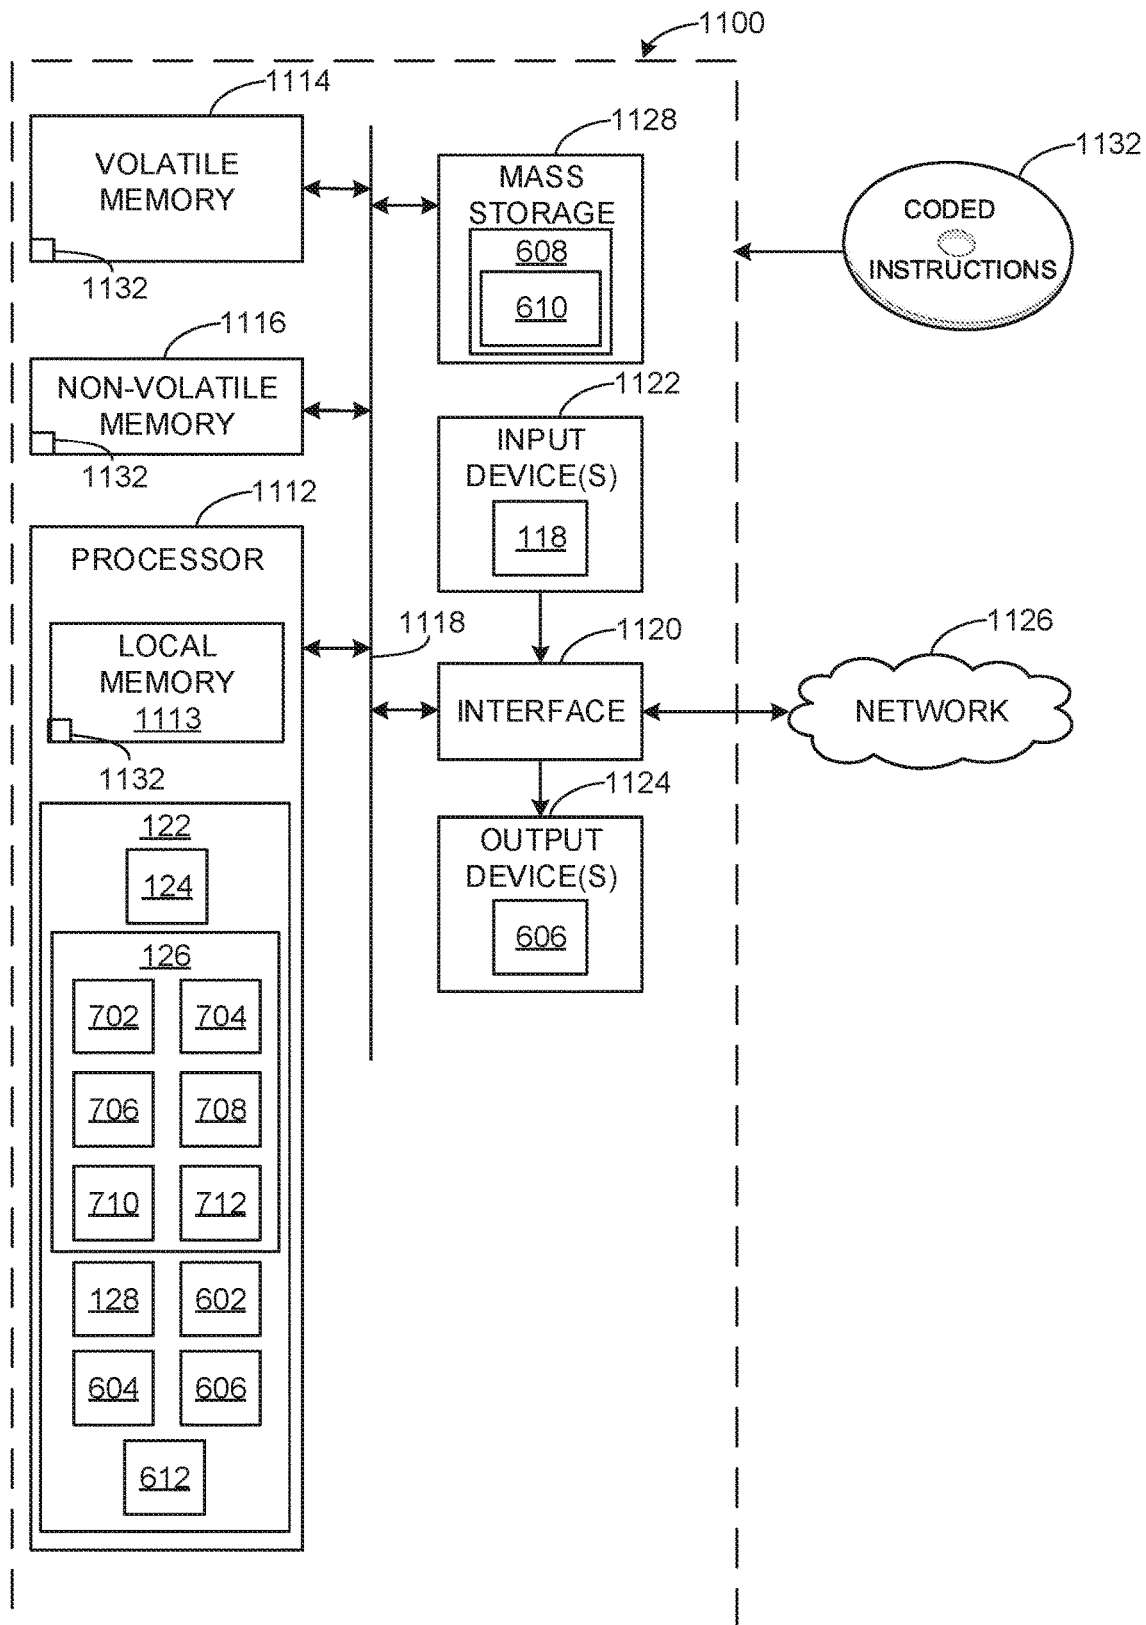 1100
1114
VOLATILE
MEMORY
1132
1128
MASS
STORAGE
608
610
1132
CODED
INSTRUCTIONS
1116
NON-VOLATILE
MEMORY
1132
1122
INPUT
DEVICE(S)
118
1112
PROCESSOR
LOCAL
MEMORY
1113
1132
1118
1120
INTERFACE
1126
NETWORK
1124
OUTPUT
DEVICE(S)
606
122
124
126
702 704
706 708
710 712
128 602
604 606
612